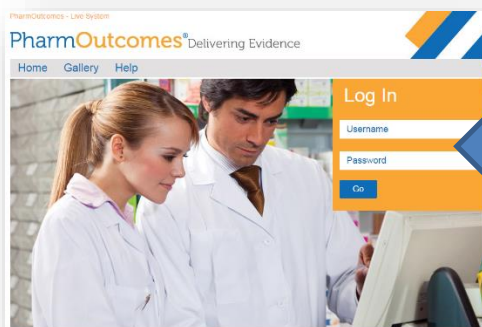 PharmOutcomes - Live System
PharmOutcomes® Delivering Evidence
Home Gallery Help
Log In
Username
Password
Go